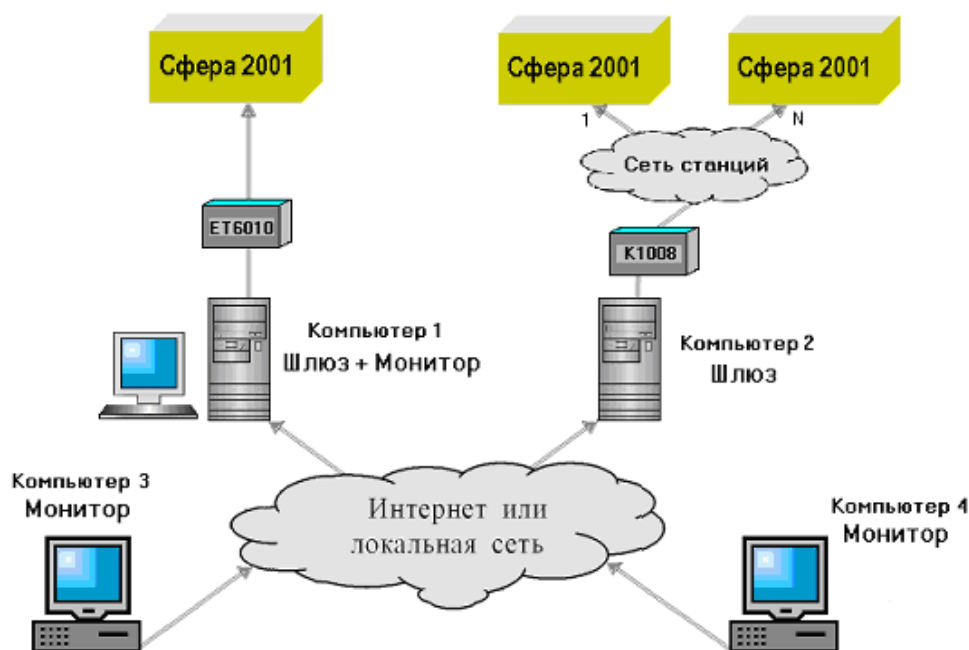 Сфера 2001
Сфера 2001
Сфера 2001
1
N
Сеть станций
ET6010
K1008
Компьютер 1
Шлюз + Монитор
Компьютер 2
Шлюз
Компьютер 3
Монитор
Интернет или
локальная сеть
Компьютер 4
Монитор